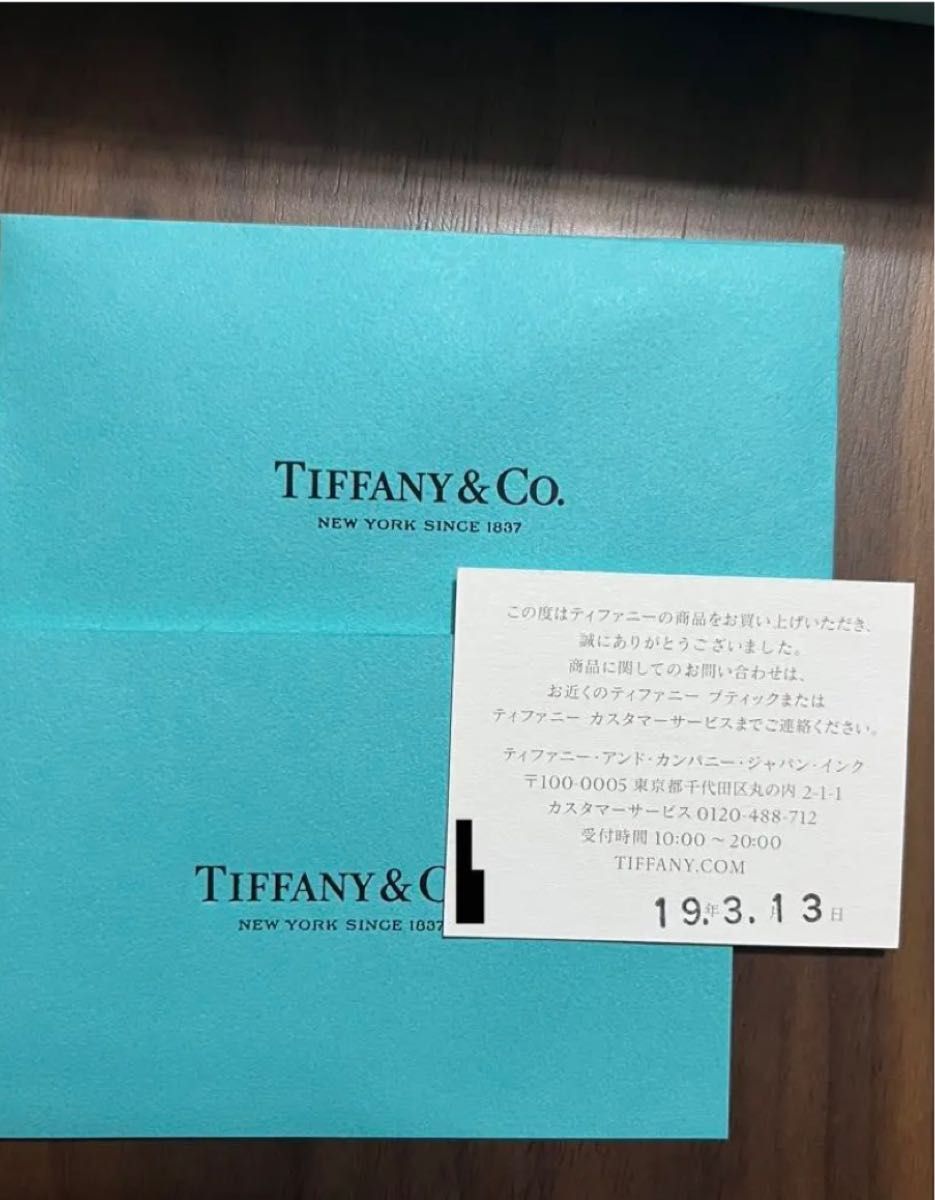 TIFFANY & CO.
NEW YORK SINCE 1837
この度はティファニーの商品をお買い上げいただき、
誠にありがとうございました。
商品に関してのお問い合わせは、
お近くのティファニー ブティックまたは
ティファニー カスタマーサービスまでご連絡ください。
ティファニー・アンド・カンパニー・ジャパン・インク
〒100-0005 東京都千代田区丸の内 2-1-1
カスタマーサービス 0120-488-712
受付時間 10:00 ~ 20:00
TIFFANY.COM
19.年3.月13日
TIFFANY & C
NEW YORK SINCE 1837